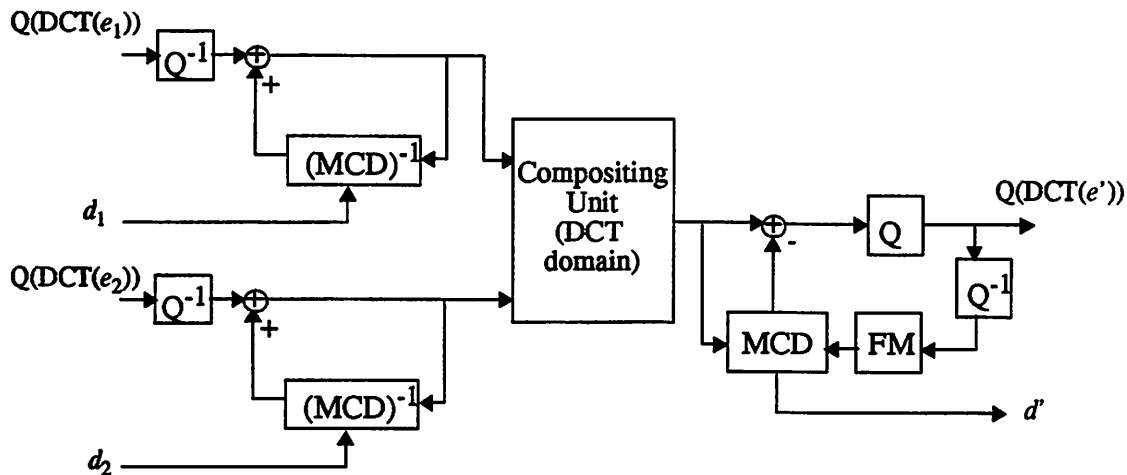 Q(DCT(e₁))
Q⁻¹
+
(MCD)⁻¹
d₁
Q(DCT(e₂))
Q⁻¹
+
(MCD)⁻¹
d₂
Compositing
Unit
(DCT
domain)
-
Q
Q(DCT(e'))
Q⁻¹
MCD
FM
d'